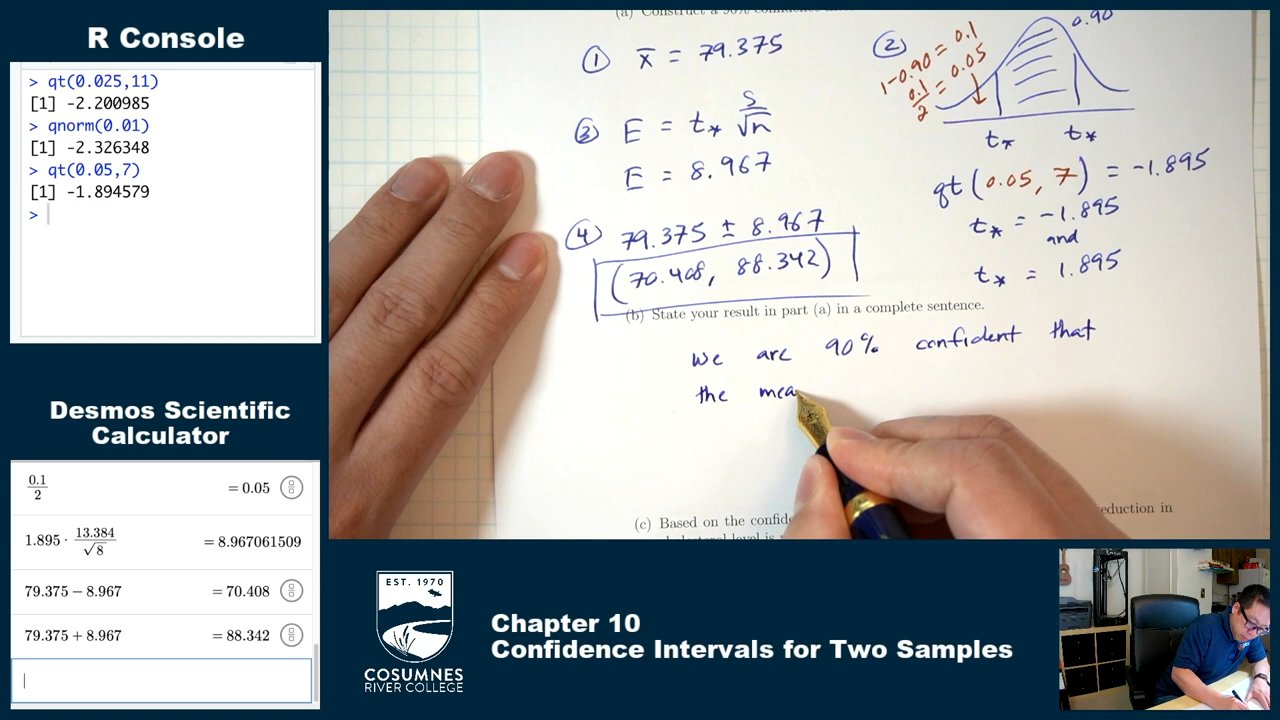 R Console
> qt(0.025,11)
[1] -2.200985
> qnorm(0.01)
[1] -2.326348
> qt(0.05,7)
[1] -1.894579
>
Desmos Scientific
Calculator
0.1/2 = 0.05
1.895 · 13.384/√8 = 8.967061509
79.375 − 8.967 = 70.408
79.375 + 8.967 = 88.342
(a) Construct a 90% confidence
① x̄ = 79.375
③ E = t* s/√n
E = 8.967
④ 79.375 ± 8.967
(70.408, 88.342)
②
0.90
1-0.90 = 0.1
0.1/2 = 0.05
t* t*
qt(0.05, 7) = -1.895
t* = -1.895
and
t* = 1.895
(b) State your result in part (a) in a complete sentence.
We are 90% confident that
the mea
(c) Based on the confid
eduction in
level is
EST. 1970
COSUMNES
RIVER COLLEGE
Chapter 10
Confidence Intervals for Two Samples